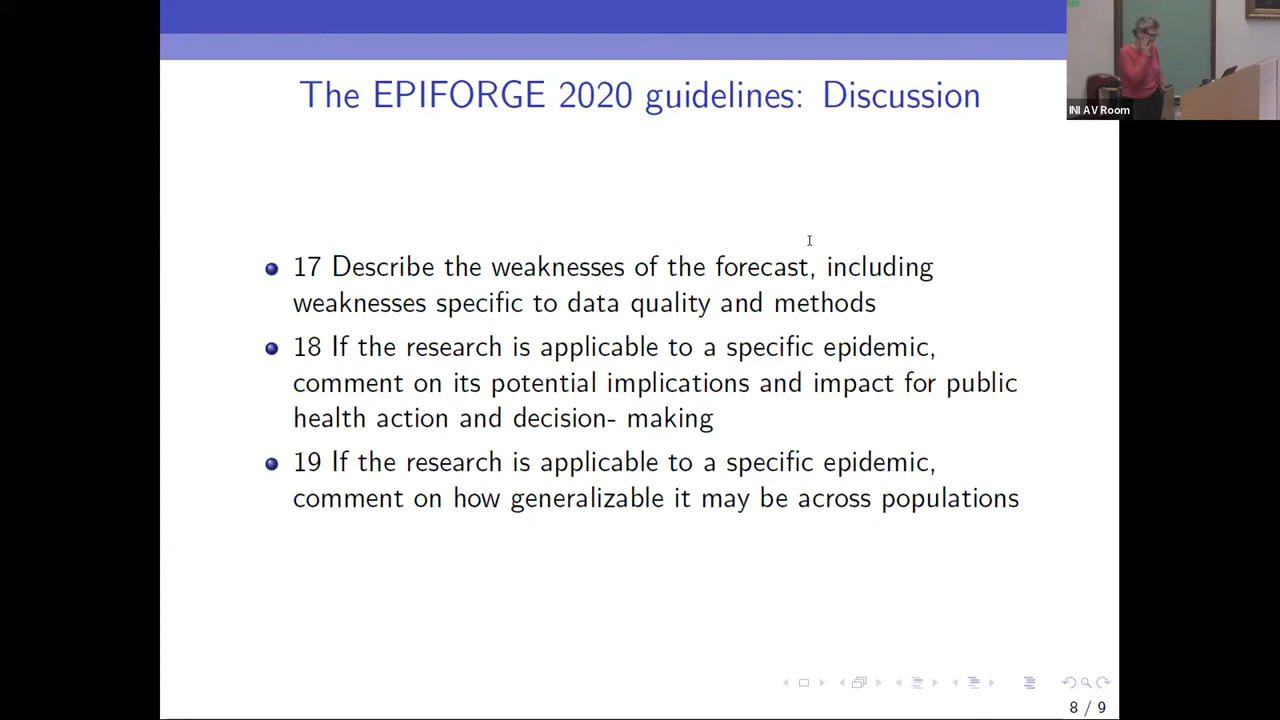 The EPIFORGE 2020 guidelines: Discussion
INI AV Room
17 Describe the weaknesses of the forecast, including
weaknesses specific to data quality and methods
18 If the research is applicable to a specific epidemic,
comment on its potential implications and impact for public
health action and decision- making
19 If the research is applicable to a specific epidemic,
comment on how generalizable it may be across populations
8 / 9